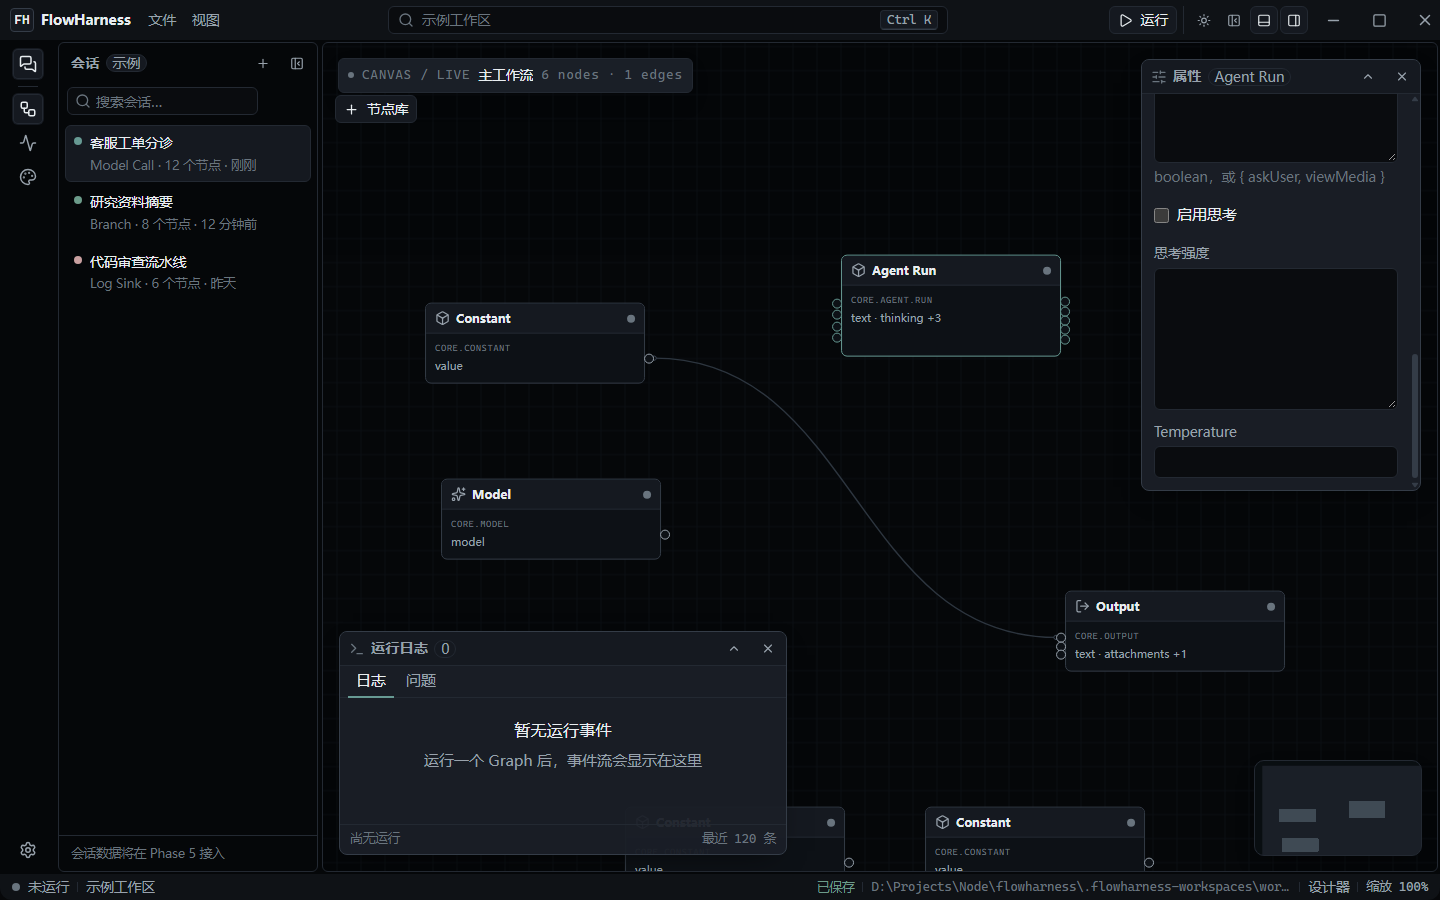 FH FlowHarness 文件 视图 示例工作区 Ctrl K 运行
会话 示例
搜索会话...
客服工单分诊
Model Call · 12 个节点 · 刚刚
研究资料摘要
Branch · 8 个节点 · 12 分钟前
代码审查流水线
Log Sink · 6 个节点 · 昨天
会话数据将在 Phase 5 接入
CANVAS / LIVE 主工作流 6 nodes · 1 edges
节点库
Constant
CORE.CONSTANT
value
Model
CORE.MODEL
model
Agent Run
CORE.AGENT.RUN
text · thinking +3
Output
CORE.OUTPUT
text · attachments +1
运行日志 0
日志 问题
暂无运行事件
运行一个 Graph 后，事件流会显示在这里
尚无运行 最近 120 条
Constant
value
Constant
CORE.CONSTANT
value
属性 Agent Run
boolean，或 { askUser, viewMedia }
启用思考
思考强度
Temperature
未运行 示例工作区 已保存 D:\Projects\Node\flowharness\.flowharness-workspaces\wor… 设计器 缩放 100%